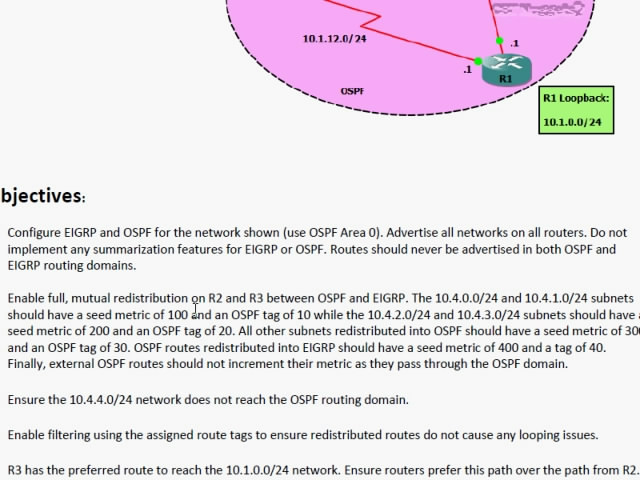 10.1.12.0/24
.1
.1
R1
OSPF
R1 Loopback:
10.1.0.0/24
bjectives:
Configure EIGRP and OSPF for the network shown (use OSPF Area 0). Advertise all networks on all routers. Do not
implement any summarization features for EIGRP or OSPF. Routes should never be advertised in both OSPF and
EIGRP routing domains.
Enable full, mutual redistribution on R2 and R3 between OSPF and EIGRP. The 10.4.0.0/24 and 10.4.1.0/24 subnets
should have a seed metric of 100 and an OSPF tag of 10 while the 10.4.2.0/24 and 10.4.3.0/24 subnets should have a
seed metric of 200 and an OSPF tag of 20. All other subnets redistributed into OSPF should have a seed metric of 300
and an OSPF tag of 30. OSPF routes redistributed into EIGRP should have a seed metric of 400 and a tag of 40.
Finally, external OSPF routes should not increment their metric as they pass through the OSPF domain.
Ensure the 10.4.4.0/24 network does not reach the OSPF routing domain.
Enable filtering using the assigned route tags to ensure redistributed routes do not cause any looping issues.
R3 has the preferred route to reach the 10.1.0.0/24 network. Ensure routers prefer this path over the path from R2.